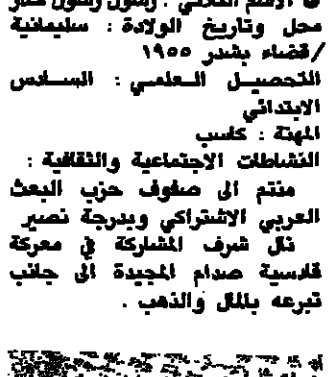 ● الاسم الثلاثي : رسول رسول
محل وتاريخ الولادة : سليمانية
/قضاء بشدر ١٩٥٥
التحصيل العلمي : السادس
الابتدائي
المهنة : كاسب
النشاطات الاجتماعية والثقافية :
منتم الى صفوف حزب البعث
العربي الاشتراكي وبدرجة نصير
نال شرف المشاركة في معركة
قادسية صدام المجيدة الى جانب
تبرعه بالمال والذهب .